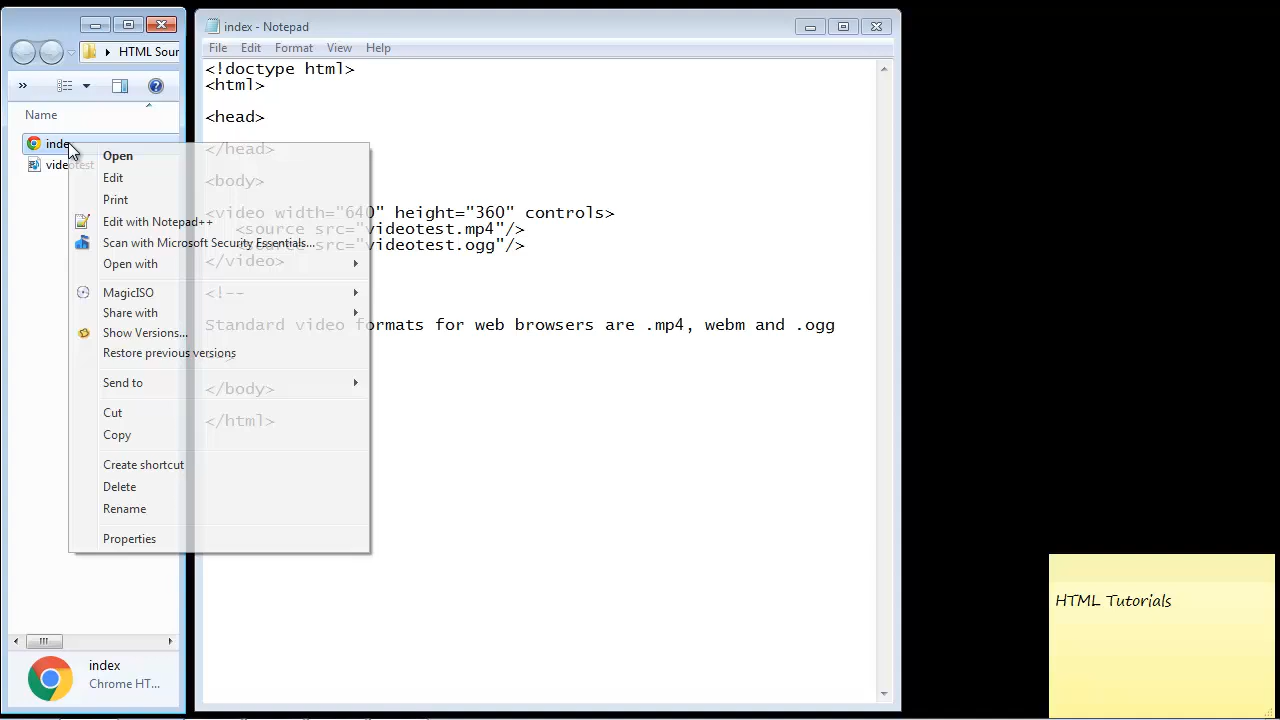 HTML Sour
Name
index
videotest
Open
Edit
Print
Edit with Notepad++
Scan with Microsoft Security Essentials...
Open with
MagicISO
Share with
Show Versions...
Restore previous versions
Send to
Cut
Copy
Create shortcut
Delete
Rename
Properties
index
Chrome HT...
index - Notepad
File Edit Format View Help
<!doctype html>
<html>
<head>
</head>
<body>
<video width="640" height="360" controls>
<source src="videotest.mp4"/>
<source src="videotest.ogg"/>
</video>
<!--
Standard video formats for web browsers are .mp4, webm and .ogg
</body>
</html>
HTML Tutorials